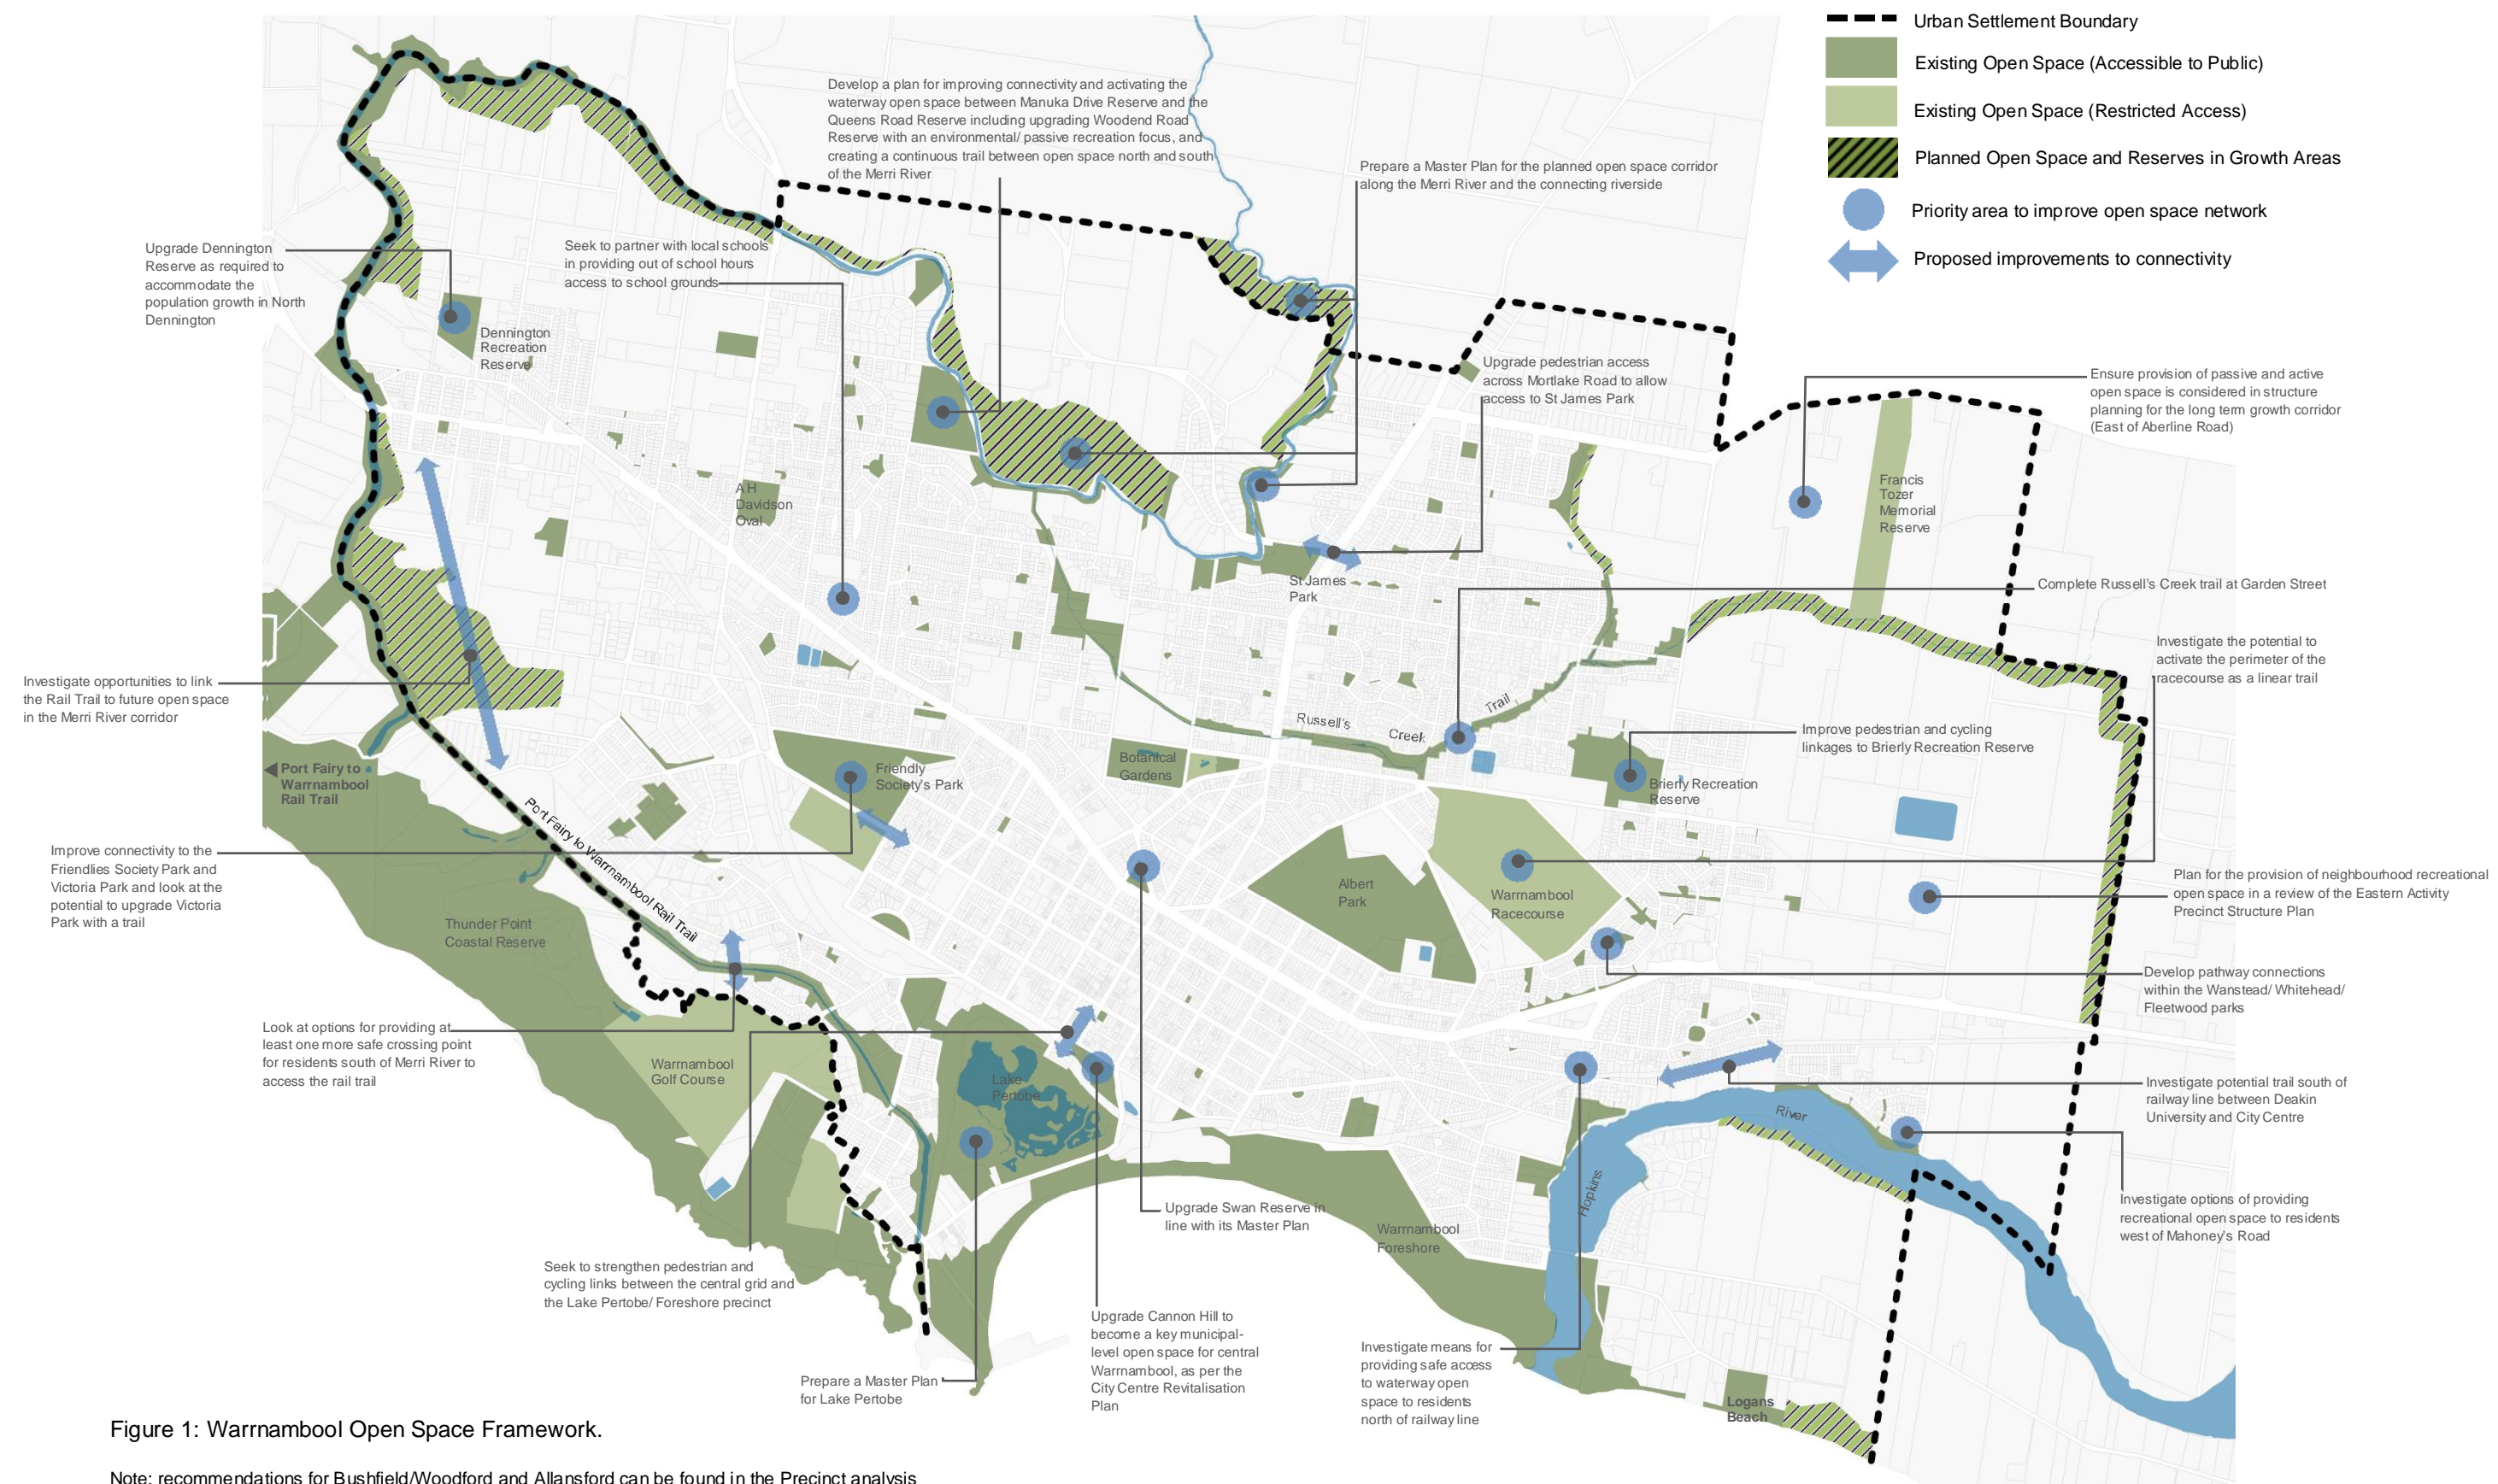 Urban Settlement Boundary
Existing Open Space (Accessible to Public)
Existing Open Space (Restricted Access)
Planned Open Space and Reserves in Growth Areas
Priority area to improve open space network
Proposed improvements to connectivity
Develop a plan for improving connectivity and activating the
waterway open space between Manuka Drive Reserve and the
Queens Road Reserve including upgrading Woodend Road
Reserve with an environmental/ passive recreation focus, and
creating a continuous trail between open space north and south
of the Merri River
Prepare a Master Plan for the planned open space corridor
along the Merri River and the connecting riverside
Upgrade Dennington
Reserve as required to
accommodate the
population growth in North
Dennington
Seek to partner with local schools
in providing out of school hours
access to school grounds
Dennington
Recreation
Reserve
Upgrade pedestrian access
across Mortlake Road to allow
access to St James Park
Ensure provision of passive and active
open space is considered in structure
planning for the long term growth corridor
(East of Aberline Road)
A H
Davidson
Oval
Francis
Tozer
Memorial
Reserve
St James
Park
Complete Russell's Creek trail at Garden Street
Investigate the potential to
activate the perimeter of the
racecourse as a linear trail
Investigate opportunities to link
the Rail Trail to future open space
in the Merri River corridor
Russell's
Creek
Trail
Improve pedestrian and cycling
linkages to Brierly Recreation Reserve
Port Fairy to
Warrnambool
Rail Trail
Friendly
Society's Park
Botanical
Gardens
Brierly Recreation
Reserve
Port Fairy to Warrnambool Rail Trail
Improve connectivity to the
Friendlies Society Park and
Victoria Park and look at the
potential to upgrade Victoria
Park with a trail
Albert
Park
Warrnambool
Racecourse
Plan for the provision of neighbourhood recreational
open space in a review of the Eastern Activity
Precinct Structure Plan
Thunder Point
Coastal Reserve
Develop pathway connections
within the Wanstead/ Whitehead/
Fleetwood parks
Look at options for providing at
least one more safe crossing point
for residents south of Merri River to
access the rail trail
Warrnambool
Golf Course
Lake
Pertobe
Investigate potential trail south of
railway line between Deakin
University and City Centre
River
Hopkins
Upgrade Swan Reserve in
line with its Master Plan
Warrnambool
Foreshore
Investigate options of providing
recreational open space to residents
west of Mahoney's Road
Seek to strengthen pedestrian and
cycling links between the central grid and
the Lake Pertobe/ Foreshore precinct
Upgrade Cannon Hill to
become a key municipal-
level open space for central
Warrnambool, as per the
City Centre Revitalisation
Plan
Investigate means for
providing safe access
to waterway open
space to residents
north of railway line
Prepare a Master Plan
for Lake Pertobe
Logans
Beach
Figure 1: Warrnambool Open Space Framework.
Note: recommendations for Bushfield/Woodford and Allansford can be found in the Precinct analysis